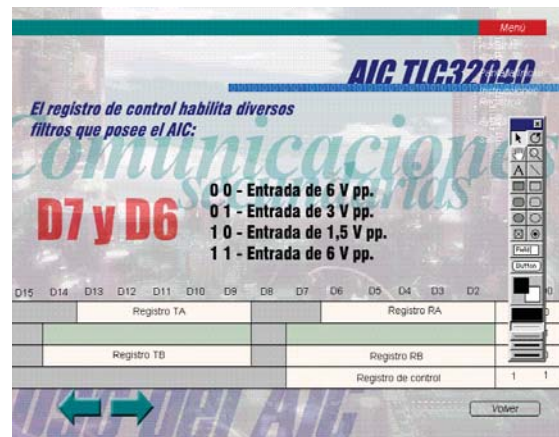 Menú
AIC TLC32040
El registro de control habilita diversos
filtros que posee el AIC:
Comunicaciones
secundarias
D7 y D6
0 0 - Entrada de 6 V pp.
0 1 - Entrada de 3 V pp.
1 0 - Entrada de 1,5 V pp.
1 1 - Entrada de 6 V pp.
A
Field
Button
D15 D14 D13 D12 D11 D10 D9 D8 D7 D6 D5 D4 D3 D2
Registro TA Registro RA
Registro TB Registro RB
Registro de control 1 1
del AIC
Volver